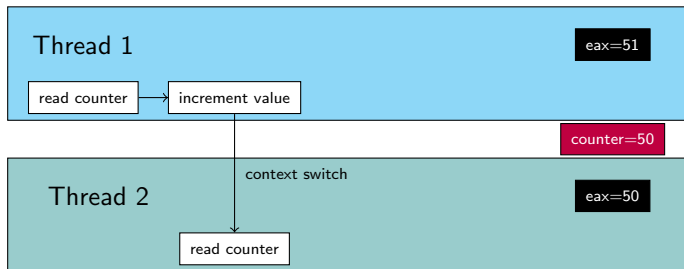 Thread 1
eax=51
read counter
increment value
counter=50
context switch
Thread 2
eax=50
read counter